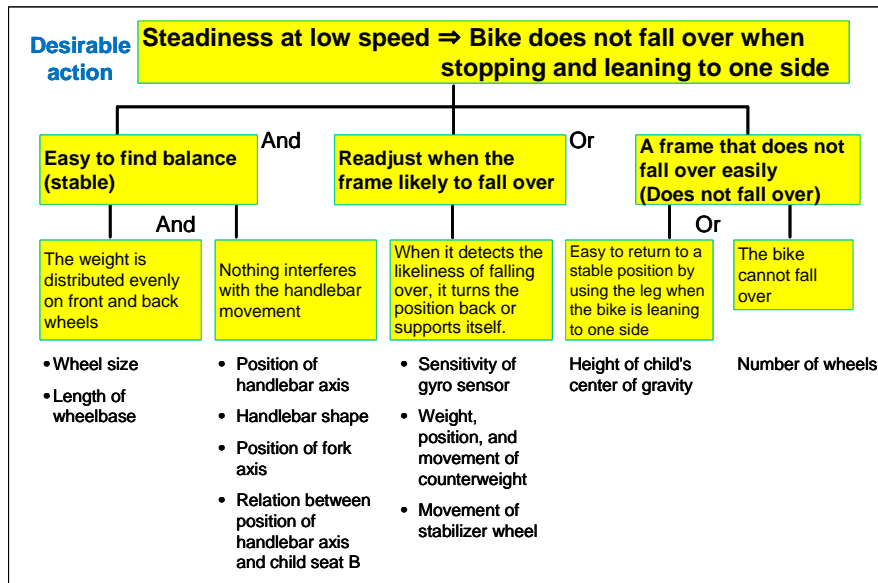 Desirable
action
Steadiness at low speed ⇒ Bike does not fall over when
stopping and leaning to one side
And
Or
Easy to find balance
(stable)
Readjust when the
frame likely to fall over
A frame that does not
fall over easily
(Does not fall over)
And
Or
The weight is
distributed evenly
on front and back
wheels
Nothing interferes
with the handlebar
movement
When it detects the
likeliness of falling
over, it turns the
position back or
supports itself.
Easy to return to a
stable position by
using the leg when
the bike is leaning
to one side
The bike
cannot fall
over
• Wheel size
• Length of
wheelbase
• Position of
handlebar axis
• Handlebar shape
• Position of fork
axis
• Relation between
position of
handlebar axis
and child seat B
• Sensitivity of
gyro sensor
• Weight,
position, and
movement of
counterweight
• Movement of
stabilizer wheel
Height of child's
center of gravity
Number of wheels